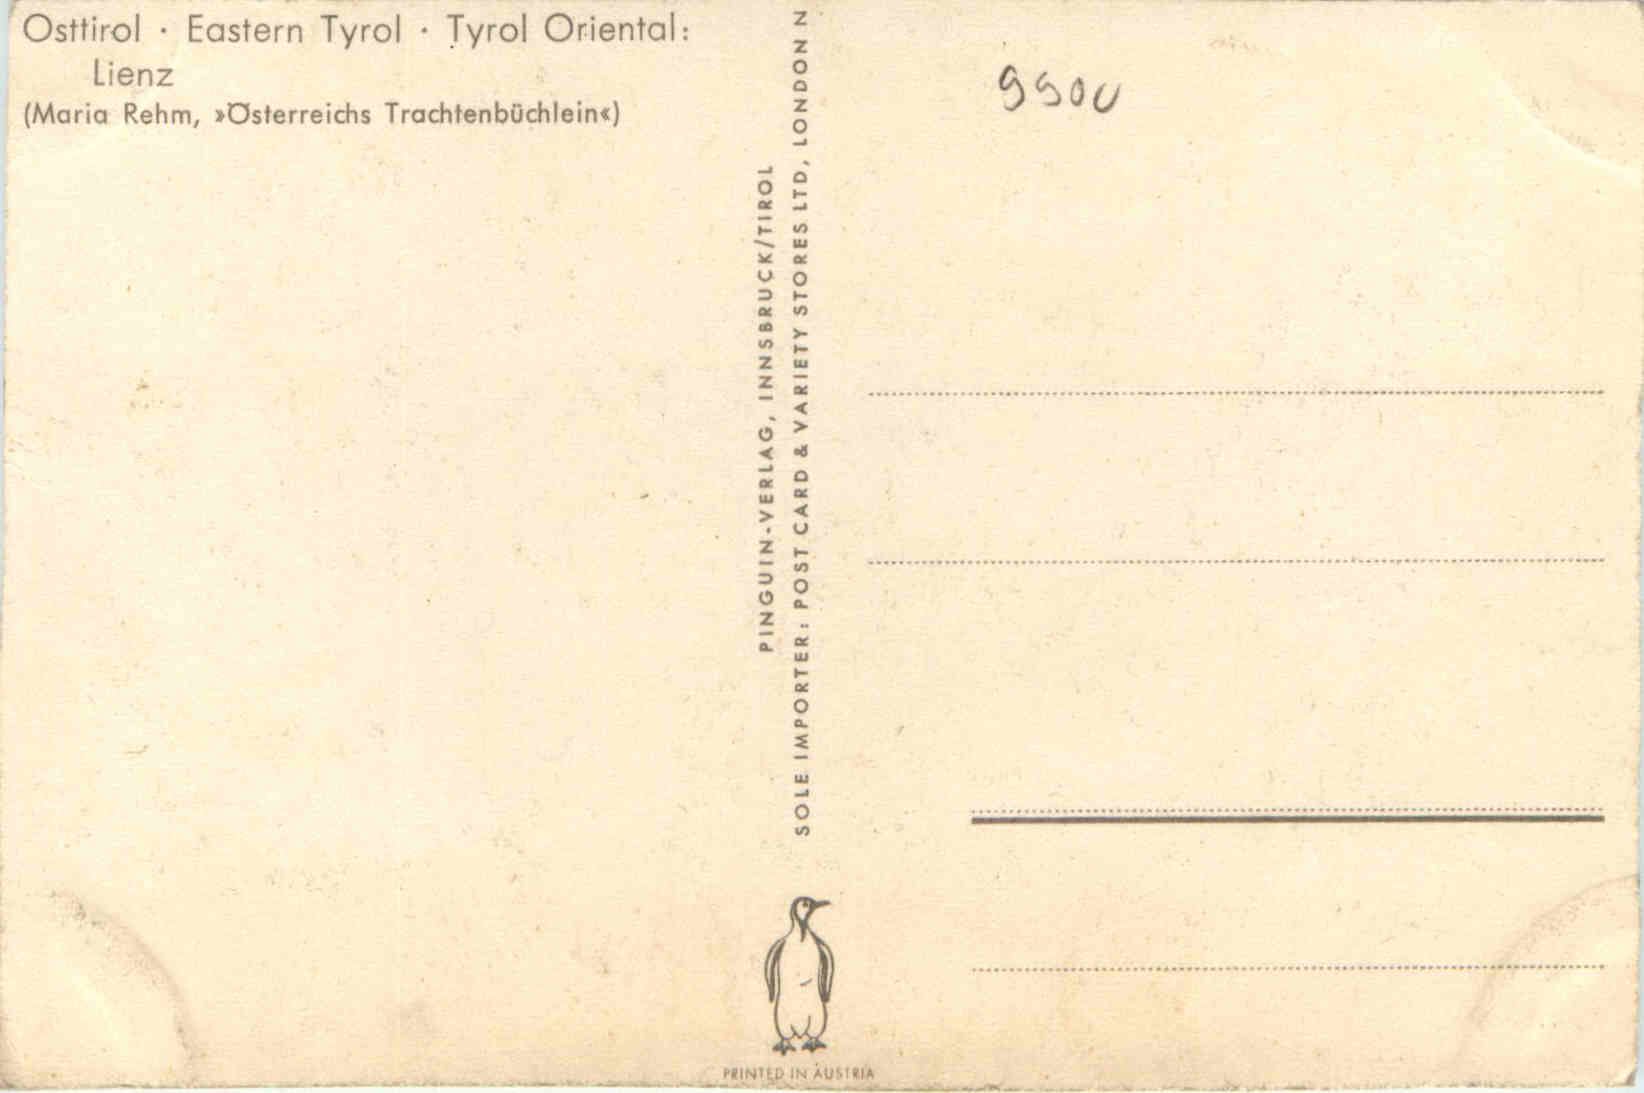 Osttirol · Eastern Tyrol · Tyrol Oriental:
Lienz
(Maria Rehm, »Österreichs Trachtenbüchlein«)
PINGUIN-VERLAG, INNSBRUCK/TIROL
SOLE IMPORTER: POST CARD & VARIETY STORES LTD, LONDON N
9900
PRINTED IN AUSTRIA